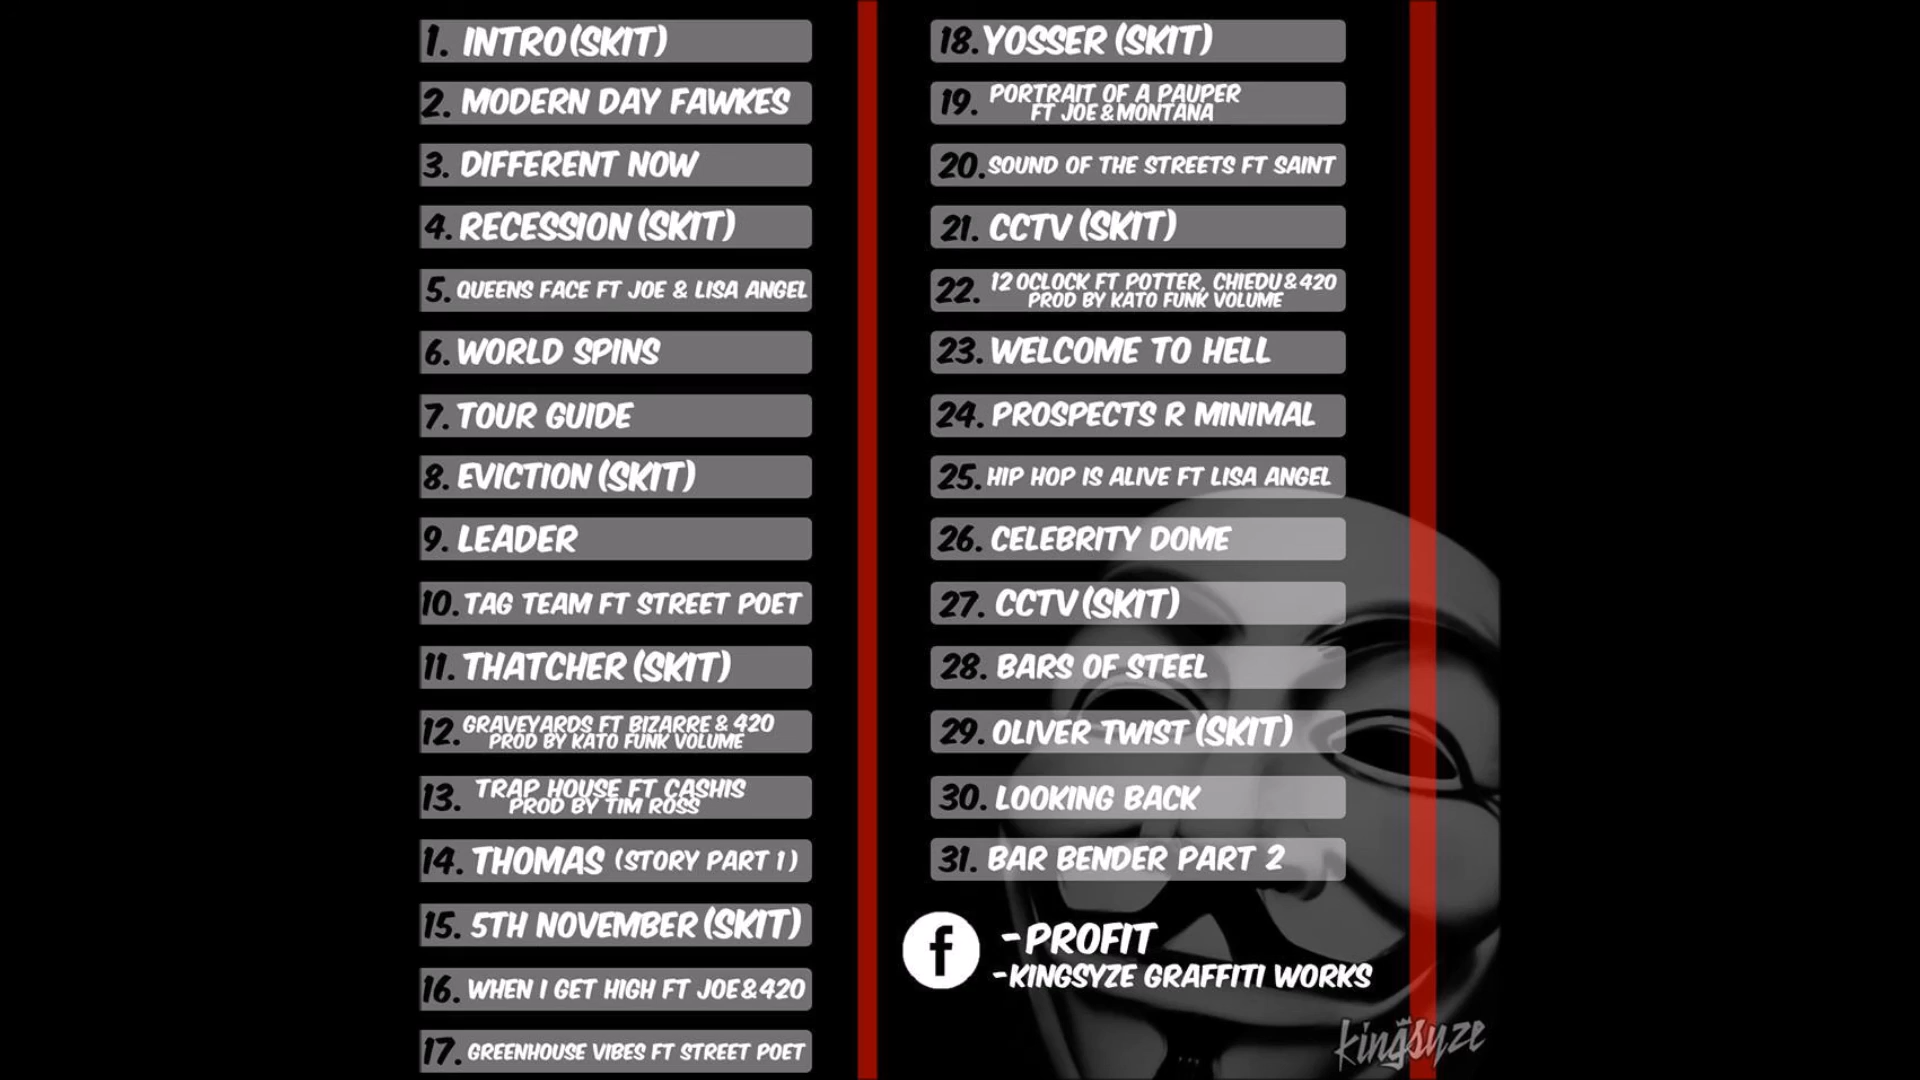 1. INTRO (SKIT)
2. MODERN DAY FAWKES
3. DIFFERENT NOW
4. RECESSION (SKIT)
5. QUEENS FACE FT JOE & LISA ANGEL
6. WORLD SPINS
7. TOUR GUIDE
8. EVICTION (SKIT)
9. LEADER
10. TAG TEAM FT STREET POET
11. THATCHER (SKIT)
12. GRAVEYARDS FT BIZARRE & 420
PROD BY KATO FUNK VOLUME
13. TRAP HOUSE FT CASHIS
PROD BY TIM ROSS
14. THOMAS (STORY PART 1)
15. 5TH NOVEMBER (SKIT)
16. WHEN I GET HIGH FT JOE & 420
17. GREENHOUSE VIBES FT STREET POET
18. YOSSER (SKIT)
19. PORTRAIT OF A PAUPER
FT JOE & MONTANA
20. SOUND OF THE STREETS FT SAINT
21. CCTV (SKIT)
22. 12 OCLOCK FT POTTER, CHIEDU & 420
PROD BY KATO FUNK VOLUME
23. WELCOME TO HELL
24. PROSPECTS R MINIMAL
25. HIP HOP IS ALIVE FT LISA ANGEL
26. CELEBRITY DOME
27. CCTV (SKIT)
28. BARS OF STEEL
29. OLIVER TWIST (SKIT)
30. LOOKING BACK
31. BAR BENDER PART 2
f -PROFIT
-KINGSYZE GRAFFITI WORKS
kingsyze